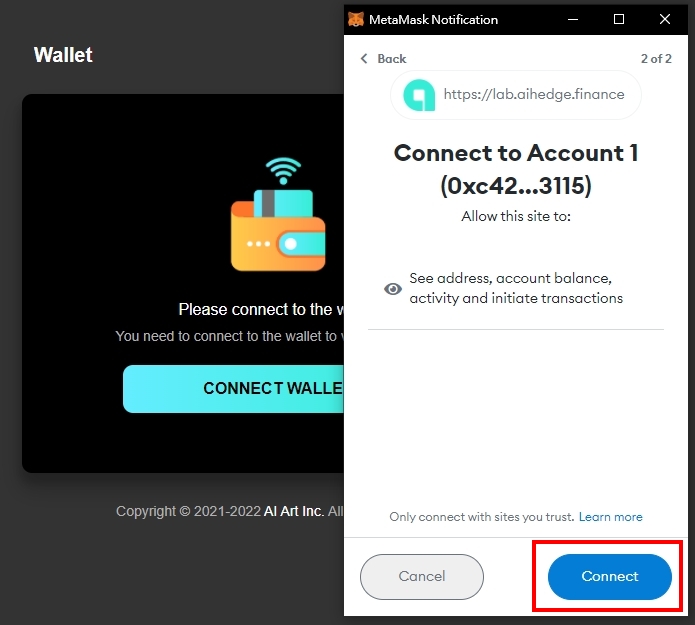 MetaMask Notification
Wallet
Back
2 of 2
https://lab.aihedge.finance
Connect to Account 1
(0xc42...3115)
Allow this site to:
See address, account balance,
activity and initiate transactions
Please connect to the w
You need to connect to the wallet to
CONNECT WALLE
Copyright © 2021-2022 AI Art Inc. All
Only connect with sites you trust. Learn more
Cancel
Connect